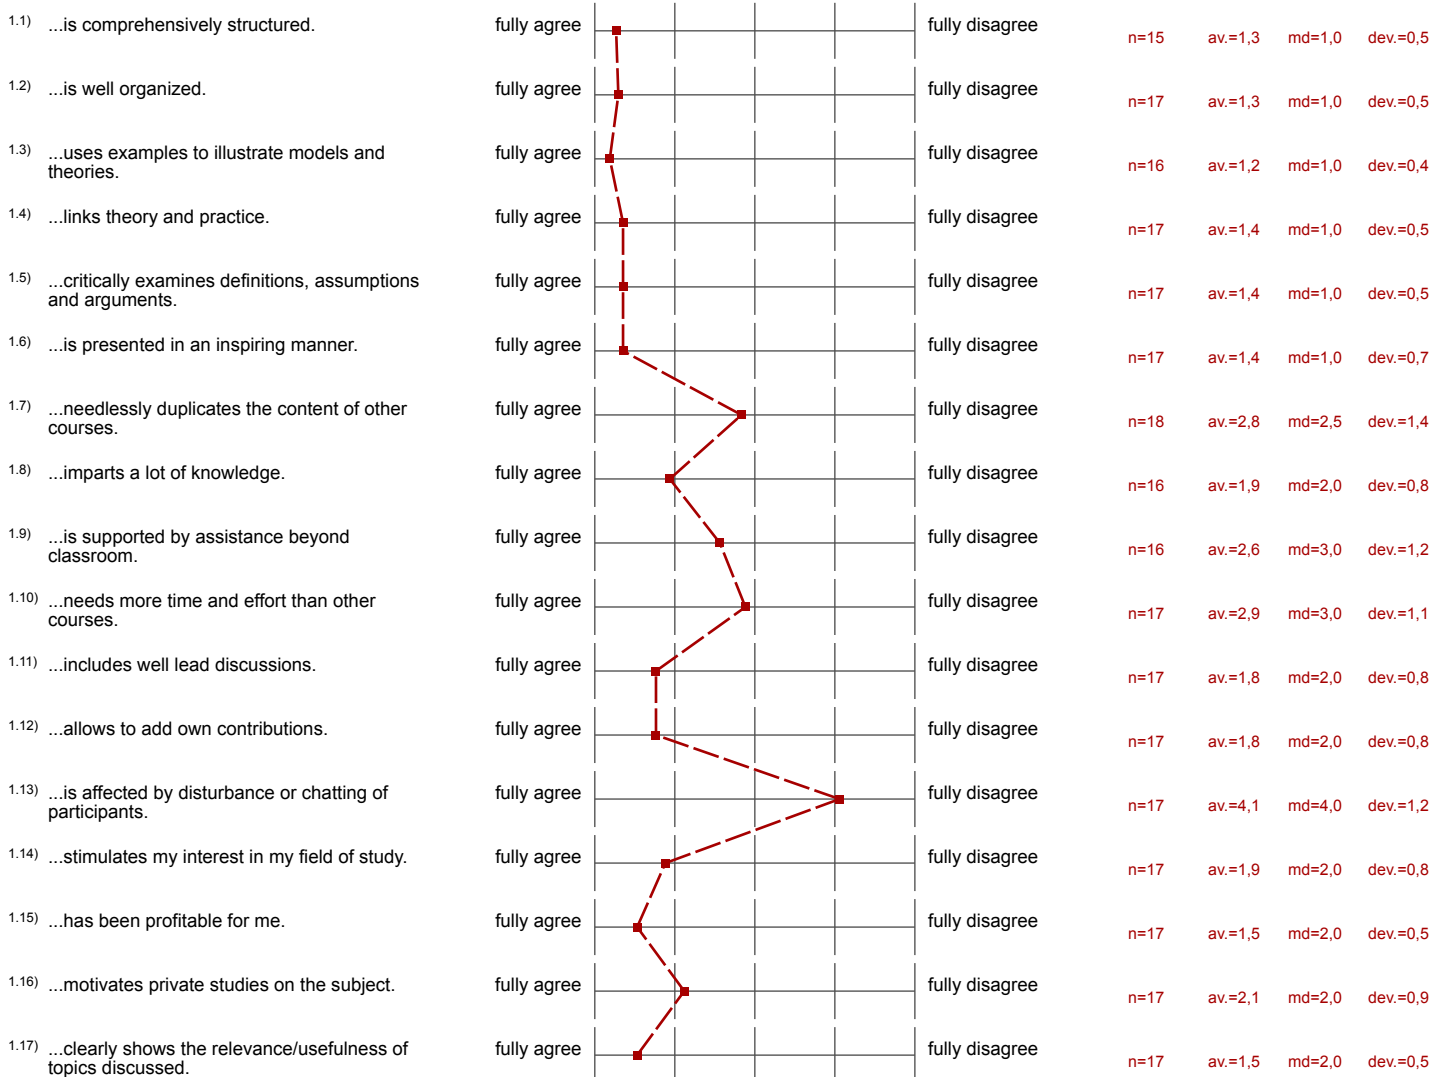 1.1) ...is comprehensively structured. fully agree fully disagree n=15 av.=1,3 md=1,0 dev.=0,5
1.2) ...is well organized. fully agree fully disagree n=17 av.=1,3 md=1,0 dev.=0,5
1.3) ...uses examples to illustrate models and fully agree fully disagree n=16 av.=1,2 md=1,0 dev.=0,4
theories.
1.4) ...links theory and practice. fully agree fully disagree n=17 av.=1,4 md=1,0 dev.=0,5
1.5) ...critically examines definitions, assumptions fully agree fully disagree n=17 av.=1,4 md=1,0 dev.=0,5
and arguments.
1.6) ...is presented in an inspiring manner. fully agree fully disagree n=17 av.=1,4 md=1,0 dev.=0,7
1.7) ...needlessly duplicates the content of other fully agree fully disagree n=18 av.=2,8 md=2,5 dev.=1,4
courses.
1.8) ...imparts a lot of knowledge. fully agree fully disagree n=16 av.=1,9 md=2,0 dev.=0,8
1.9) ...is supported by assistance beyond fully agree fully disagree n=16 av.=2,6 md=3,0 dev.=1,2
classroom.
1.10) ...needs more time and effort than other fully agree fully disagree n=17 av.=2,9 md=3,0 dev.=1,1
courses.
1.11) ...includes well lead discussions. fully agree fully disagree n=17 av.=1,8 md=2,0 dev.=0,8
1.12) ...allows to add own contributions. fully agree fully disagree n=17 av.=1,8 md=2,0 dev.=0,8
1.13) ...is affected by disturbance or chatting of fully agree fully disagree n=17 av.=4,1 md=4,0 dev.=1,2
participants.
1.14) ...stimulates my interest in my field of study. fully agree fully disagree n=17 av.=1,9 md=2,0 dev.=0,8
1.15) ...has been profitable for me. fully agree fully disagree n=17 av.=1,5 md=2,0 dev.=0,5
1.16) ...motivates private studies on the subject. fully agree fully disagree n=17 av.=2,1 md=2,0 dev.=0,9
1.17) ...clearly shows the relevance/usefulness of fully agree fully disagree n=17 av.=1,5 md=2,0 dev.=0,5
topics discussed.